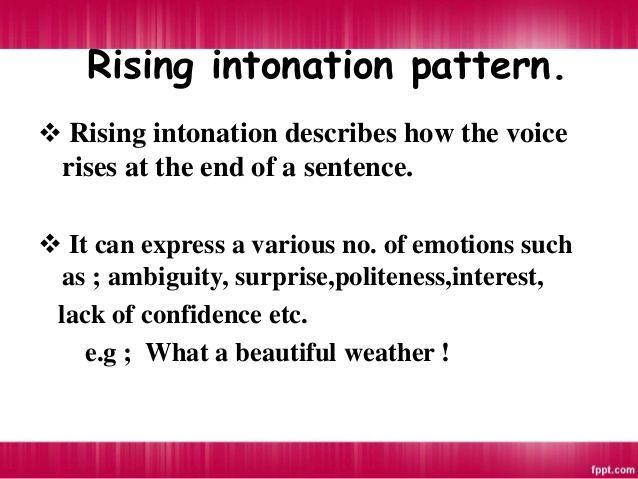 Rising intonation pattern.
❖ Rising intonation describes how the voice
rises at the end of a sentence.
❖ It can express a various no. of emotions such
as ; ambiguity, surprise,politeness,interest,
lack of confidence etc.
e.g ; What a beautiful weather !
fppt.com